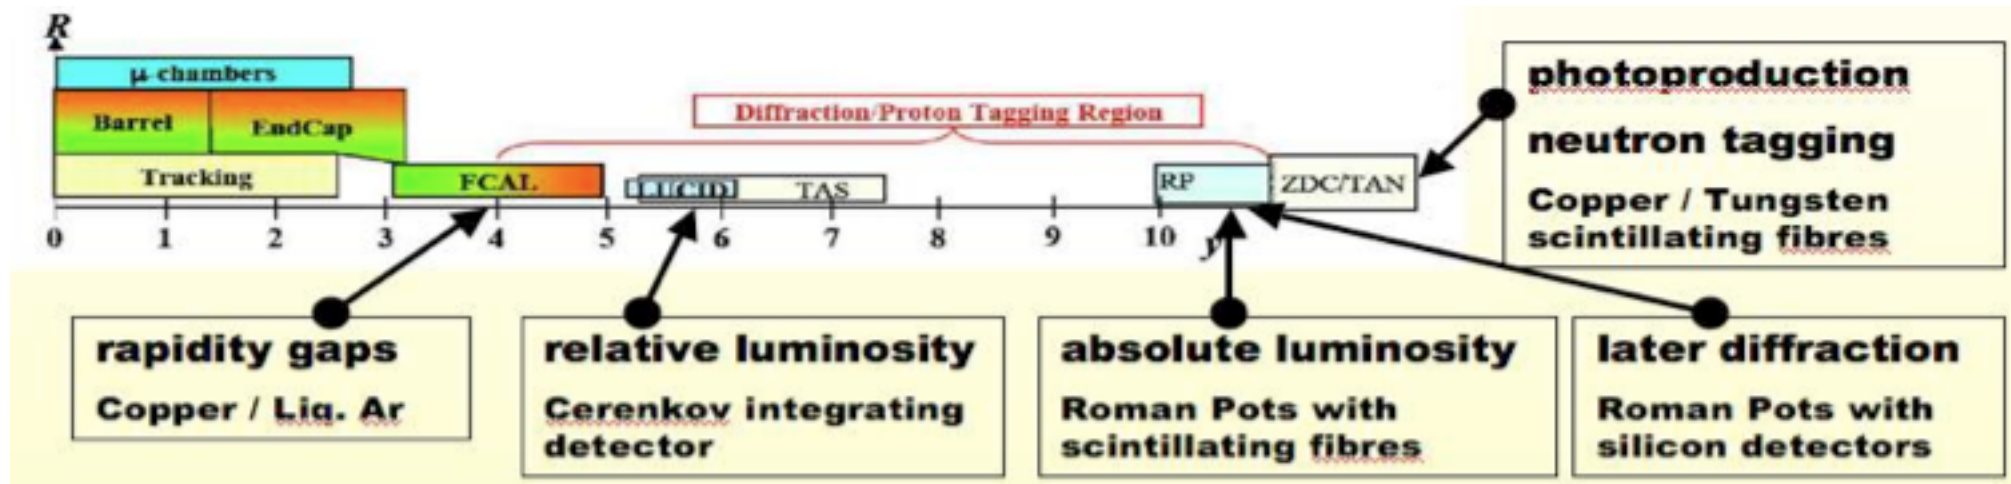 R
μ-chambers
Barrel
EndCap
Tracking
FCAL
Diffraction/Proton Tagging Region
LUCID
TAS
RP
ZDC/TAN
0 1 2 3 4 5 6 7 8 9 10 y
photoproduction
neutron tagging
Copper / Tungsten
scintillating fibres
rapidity gaps
Copper / Liq. Ar
relative luminosity
Cerenkov integrating
detector
absolute luminosity
Roman Pots with
scintillating fibres
later diffraction
Roman Pots with
silicon detectors